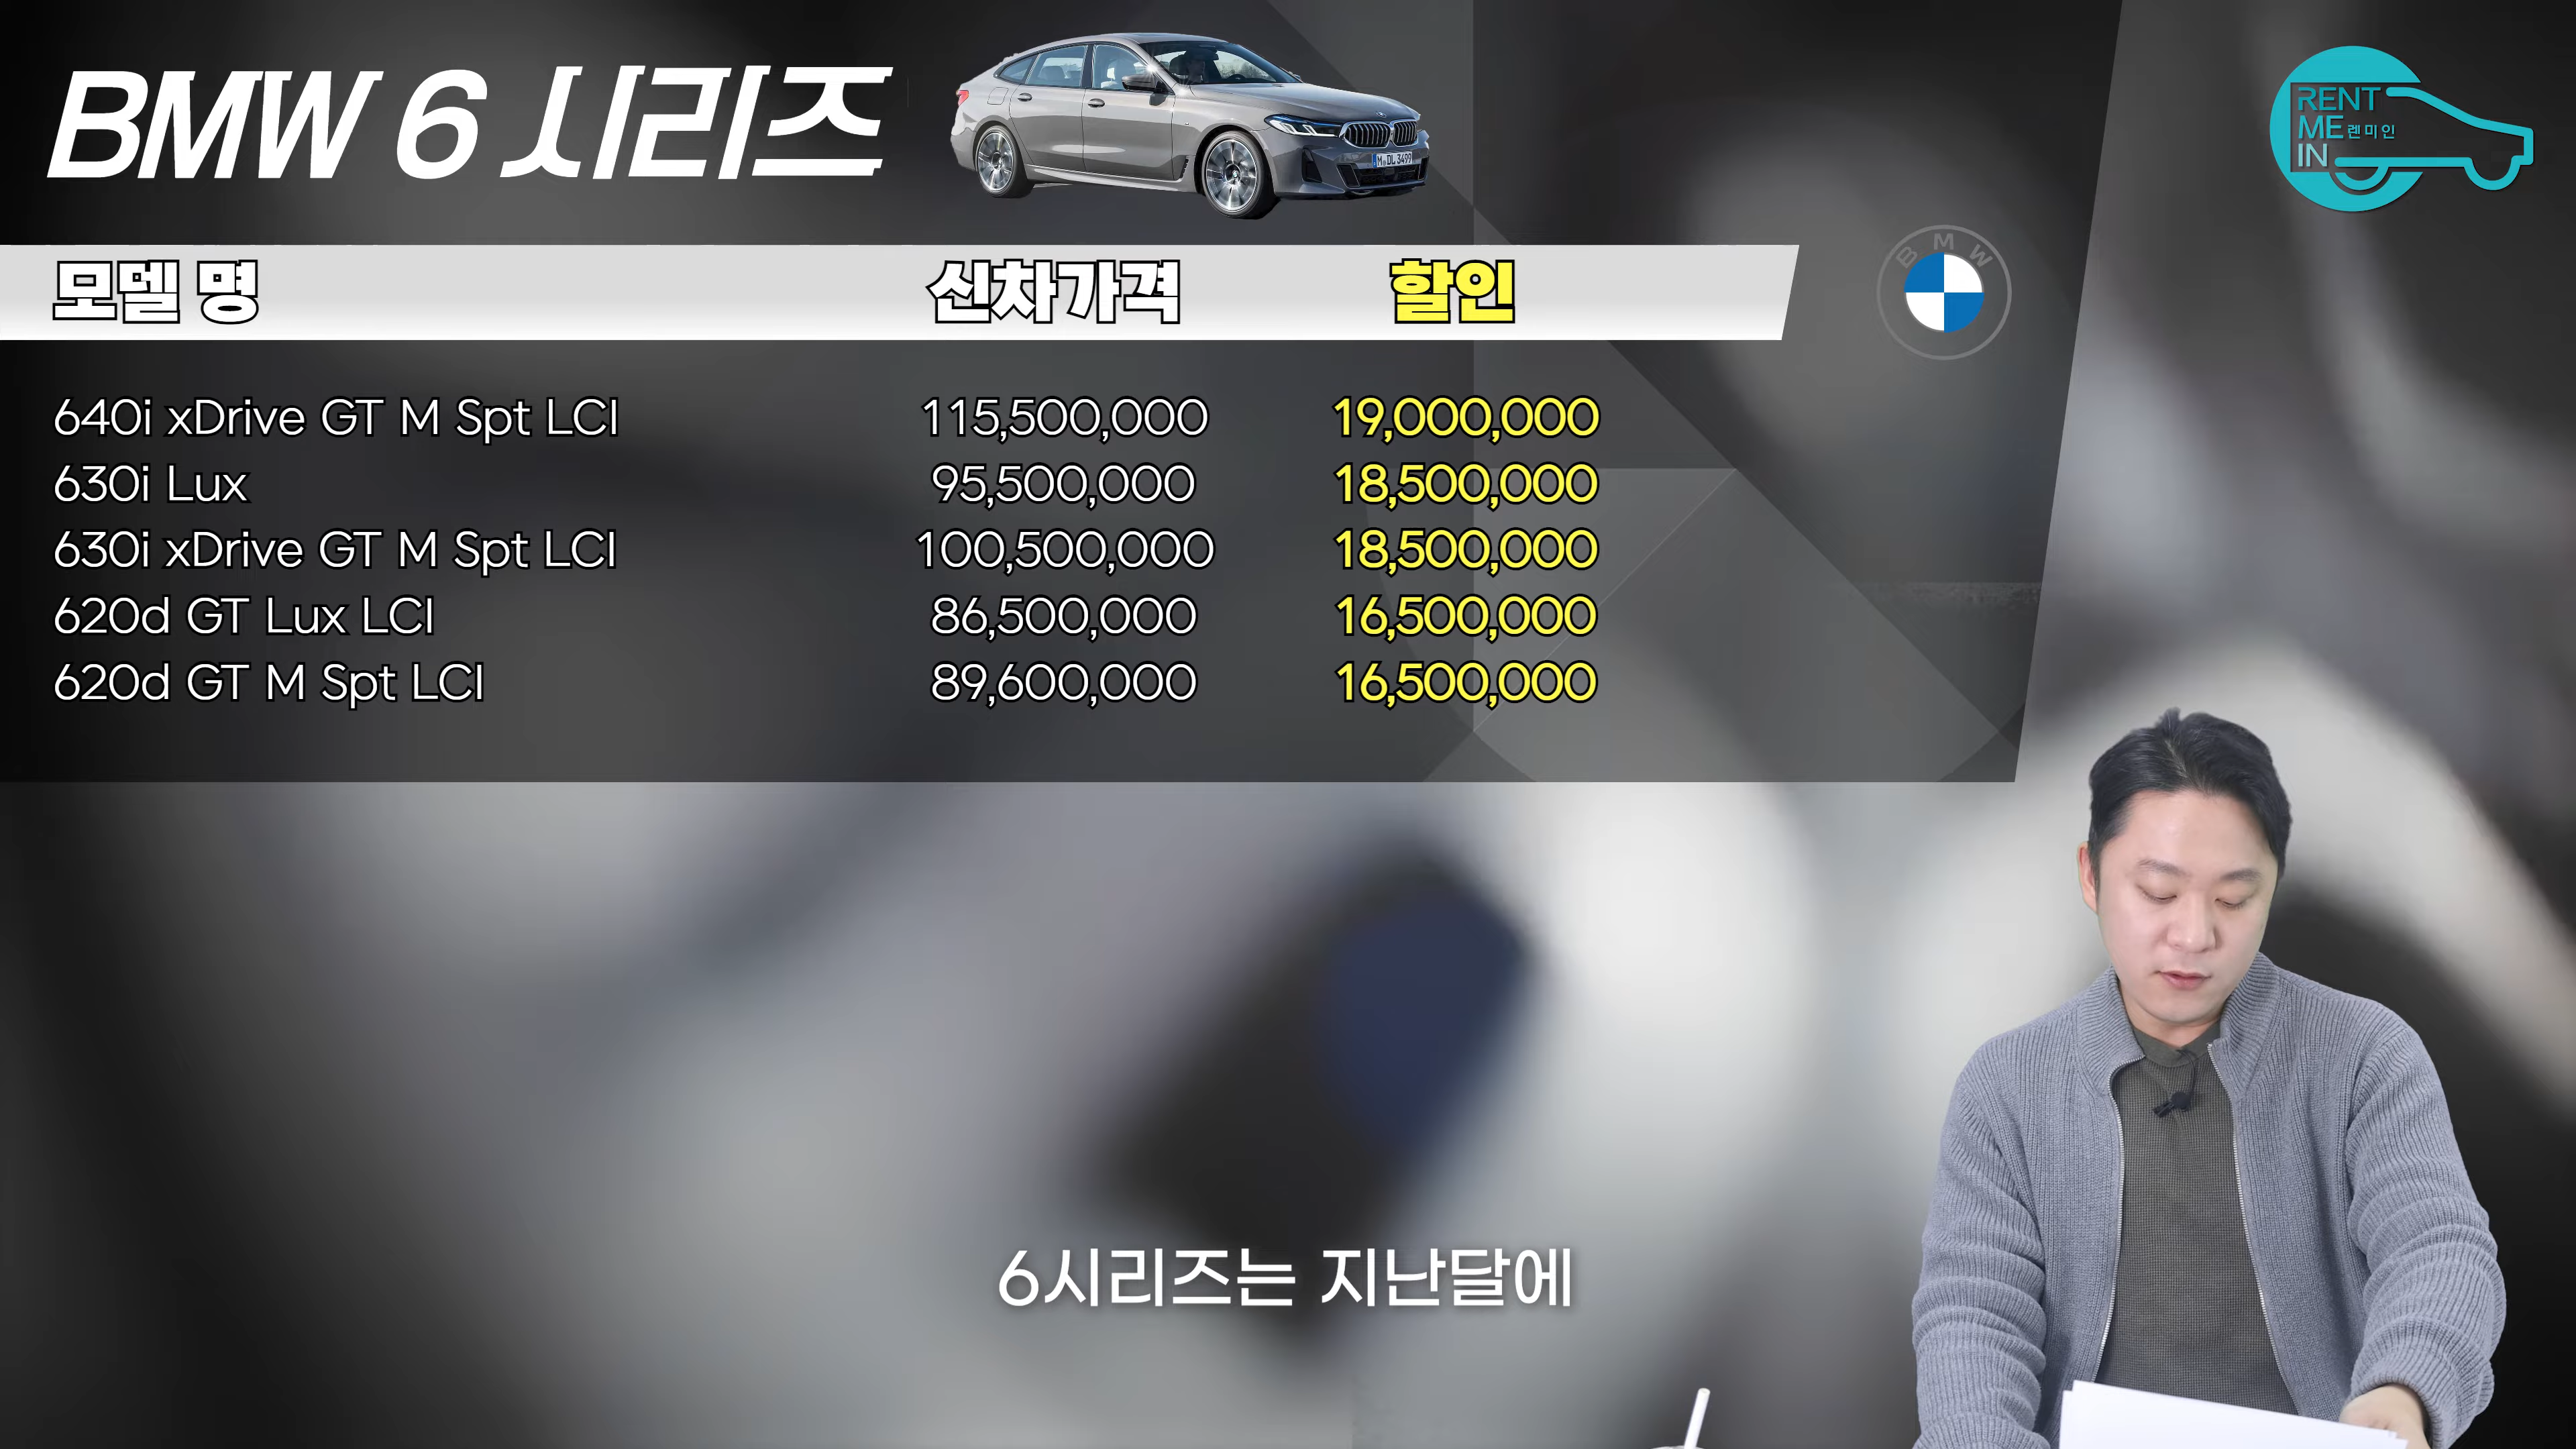 BMW 6 시리즈
RENT
ME 렌미인
IN
모델 명 신차가격 할인
BMW
640i xDrive GT M Spt LCI 115,500,000 19,000,000
630i Lux 95,500,000 18,500,000
630i xDrive GT M Spt LCI 100,500,000 18,500,000
620d GT Lux LCI 86,500,000 16,500,000
620d GT M Spt LCI 89,600,000 16,500,000
6시리즈는 지난달에